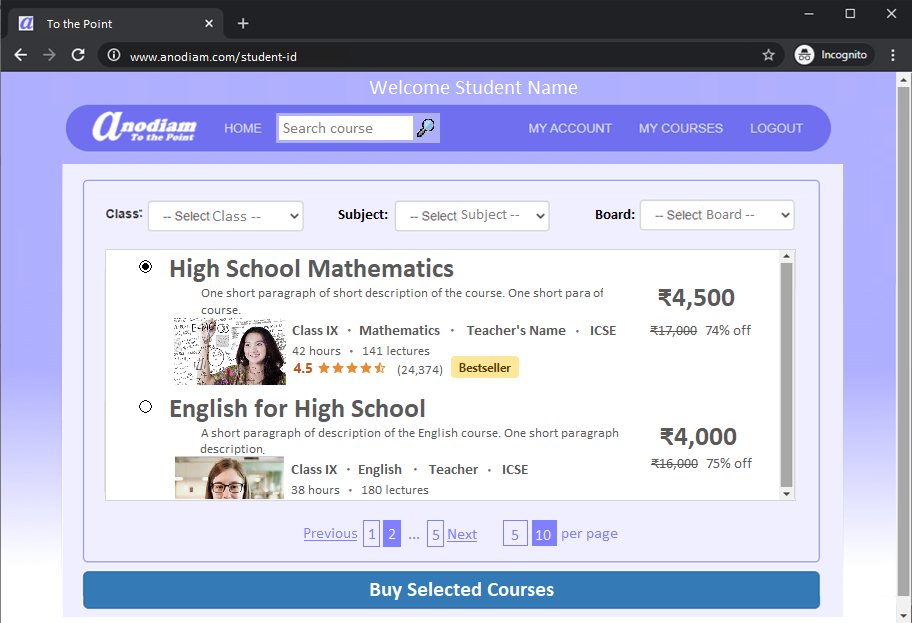 To the Point
www.anodiam.com/student-id
Incognito
Welcome Student Name
anodiam
To the Point
HOME
Search course
MY ACCOUNT
MY COURSES
LOGOUT
Class:
-- Select Class --
Subject:
-- Select Subject --
Board:
-- Select Board --
High School Mathematics
One short paragraph of short description of the course. One short para of
course.
₹4,500
Class IX · Mathematics · Teacher's Name · ICSE
₹17,000 74% off
42 hours · 141 lectures
4.5 (24,374) Bestseller
English for High School
A short paragraph of description of the English course. One short paragraph
description.
₹4,000
Class IX · English · Teacher · ICSE
₹16,000 75% off
38 hours · 180 lectures
Previous 1 2 ... 5 Next 5 10 per page
Buy Selected Courses